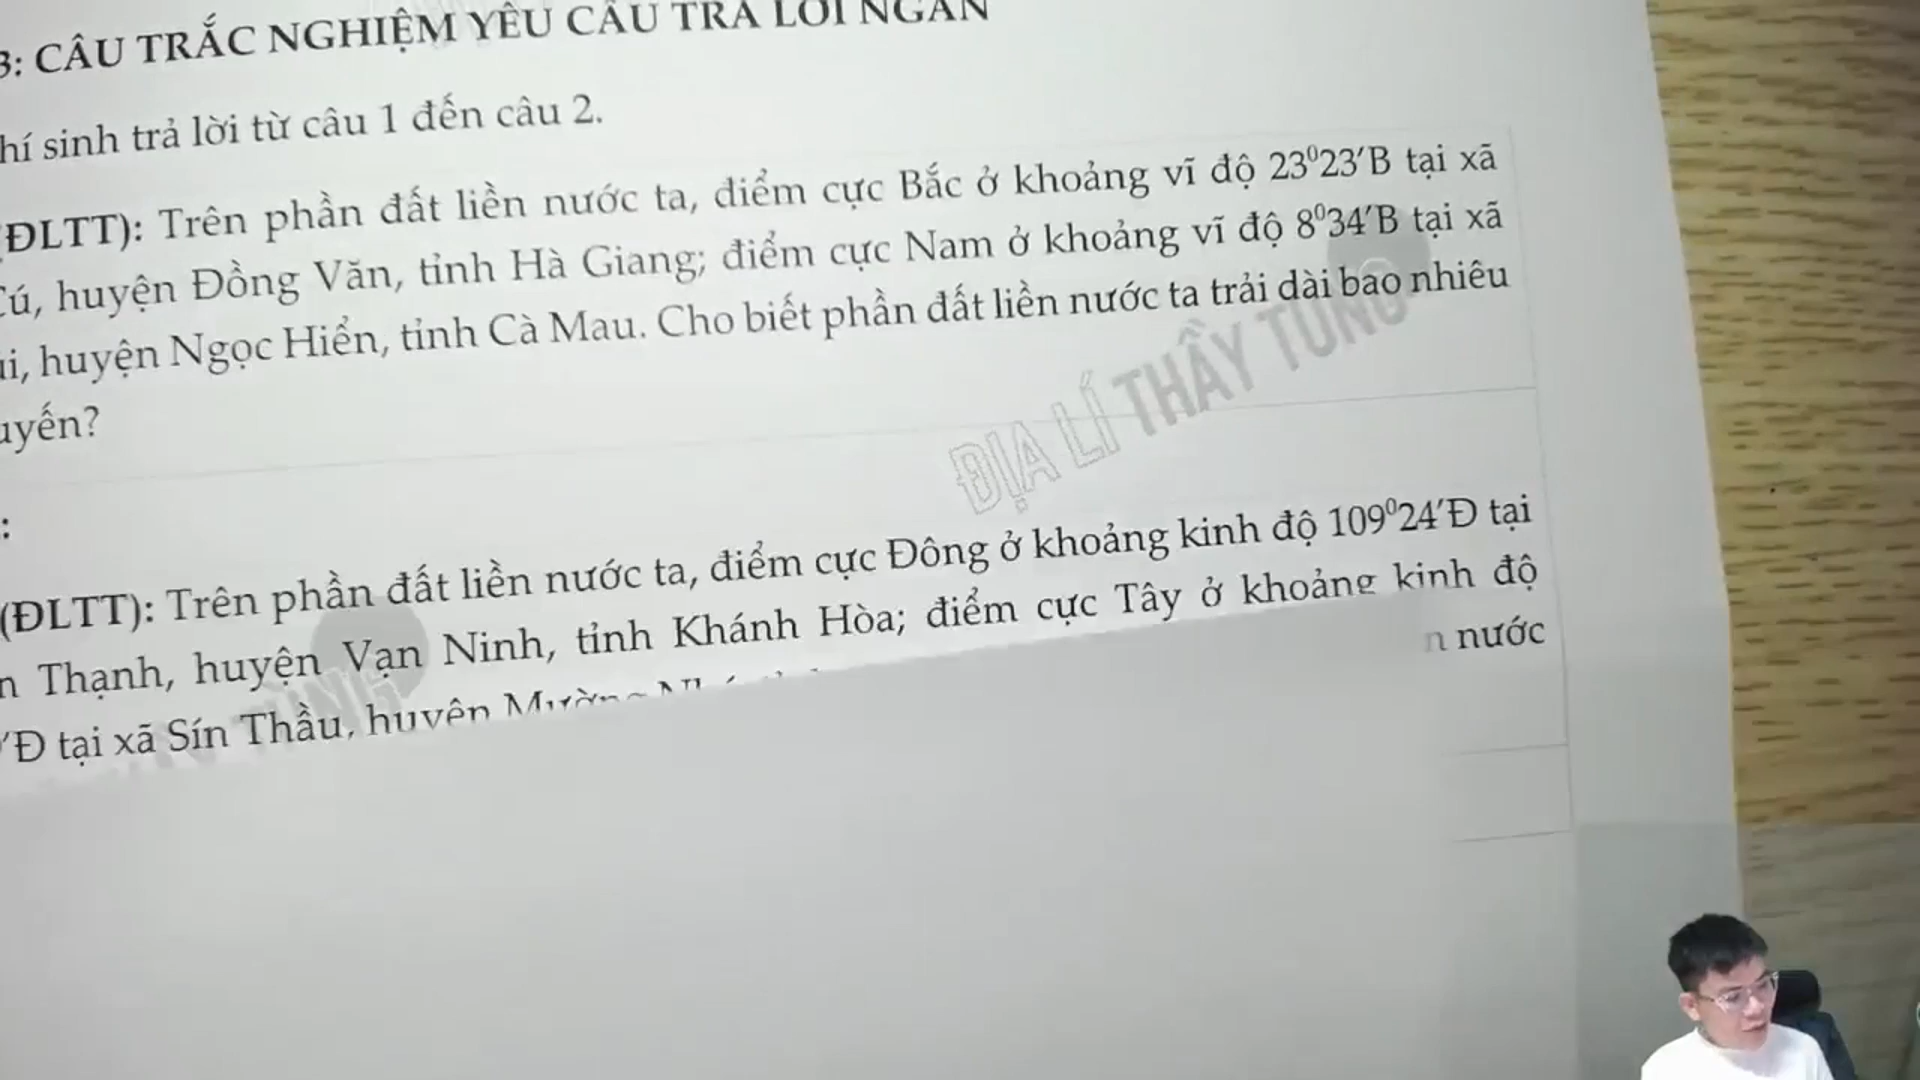 3: CÂU TRẮC NGHIỆM YÊU CẦU TRẢ LỜI NGẮN
hí sinh trả lời từ câu 1 đến câu 2.
(ĐLTT): Trên phần đất liền nước ta, điểm cực Bắc ở khoảng vĩ độ 23⁰23′B tại xã
Cú, huyện Đồng Văn, tỉnh Hà Giang; điểm cực Nam ở khoảng vĩ độ 8⁰34′B tại xã
ũi, huyện Ngọc Hiển, tỉnh Cà Mau. Cho biết phần đất liền nước ta trải dài bao nhiêu
uyến?
ĐỊA LÍ THẦY TÙNG
:
(ĐLTT): Trên phần đất liền nước ta, điểm cực Đông ở khoảng kinh độ 109⁰24′Đ tại
n Thạnh, huyện Vạn Ninh, tỉnh Khánh Hòa; điểm cực Tây ở khoảng kinh độ
′Đ tại xã Sín Thầu, huyện Mường n nước